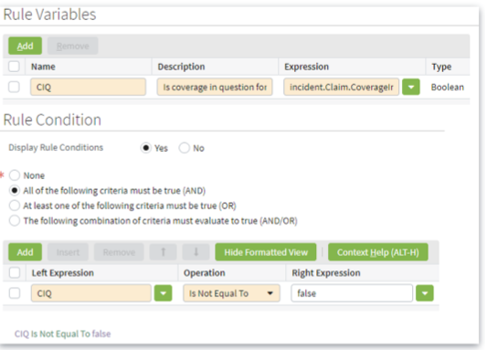 Rule Variables
Add Remove
Name Description Expression Type
CIQ Is coverage in question for incident.Claim.CoverageIr Boolean
Rule Condition
Display Rule Conditions Yes No
None
All of the following criteria must be true (AND)
At least one of the following criteria must be true (OR)
The following combination of criteria must evaluate to true (AND/OR)
Add Insert Remove ↑ ↓ Hide Formatted View Context Help (ALT-H)
Left Expression Operation Right Expression
CIQ Is Not Equal To false
CIQ Is Not Equal To false